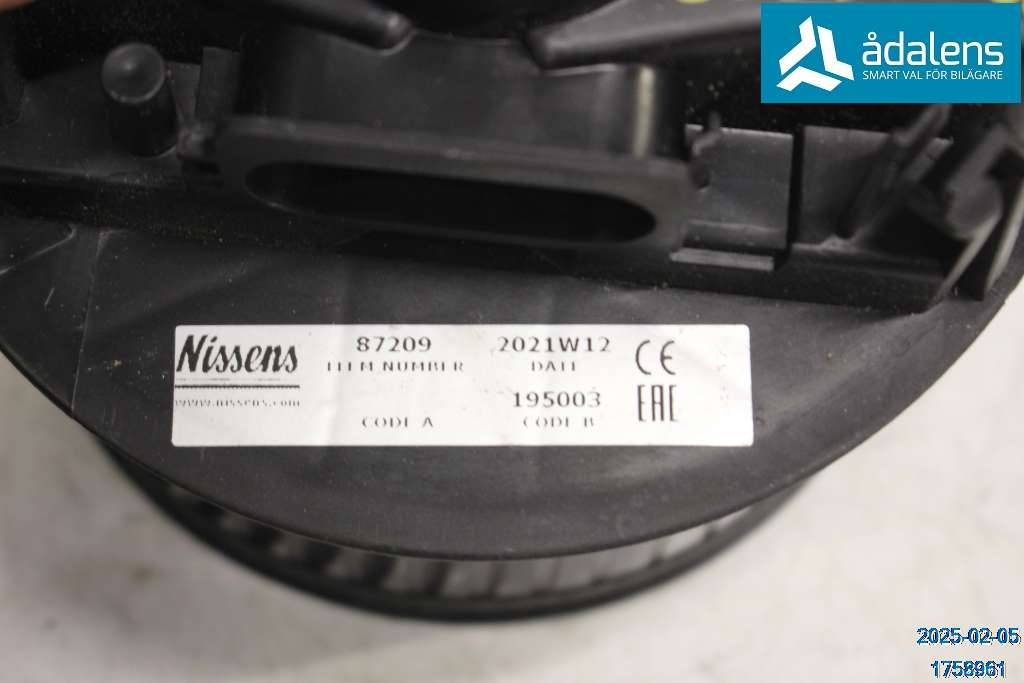 ådalens
SMART VAL FÖR BILÄGARE
Nissens
87209
2021W12
CE
ITEM NUMBER
DATE
www.nissens.com
195003
EAC
CODE A
CODE B
2025-02-05
1758961